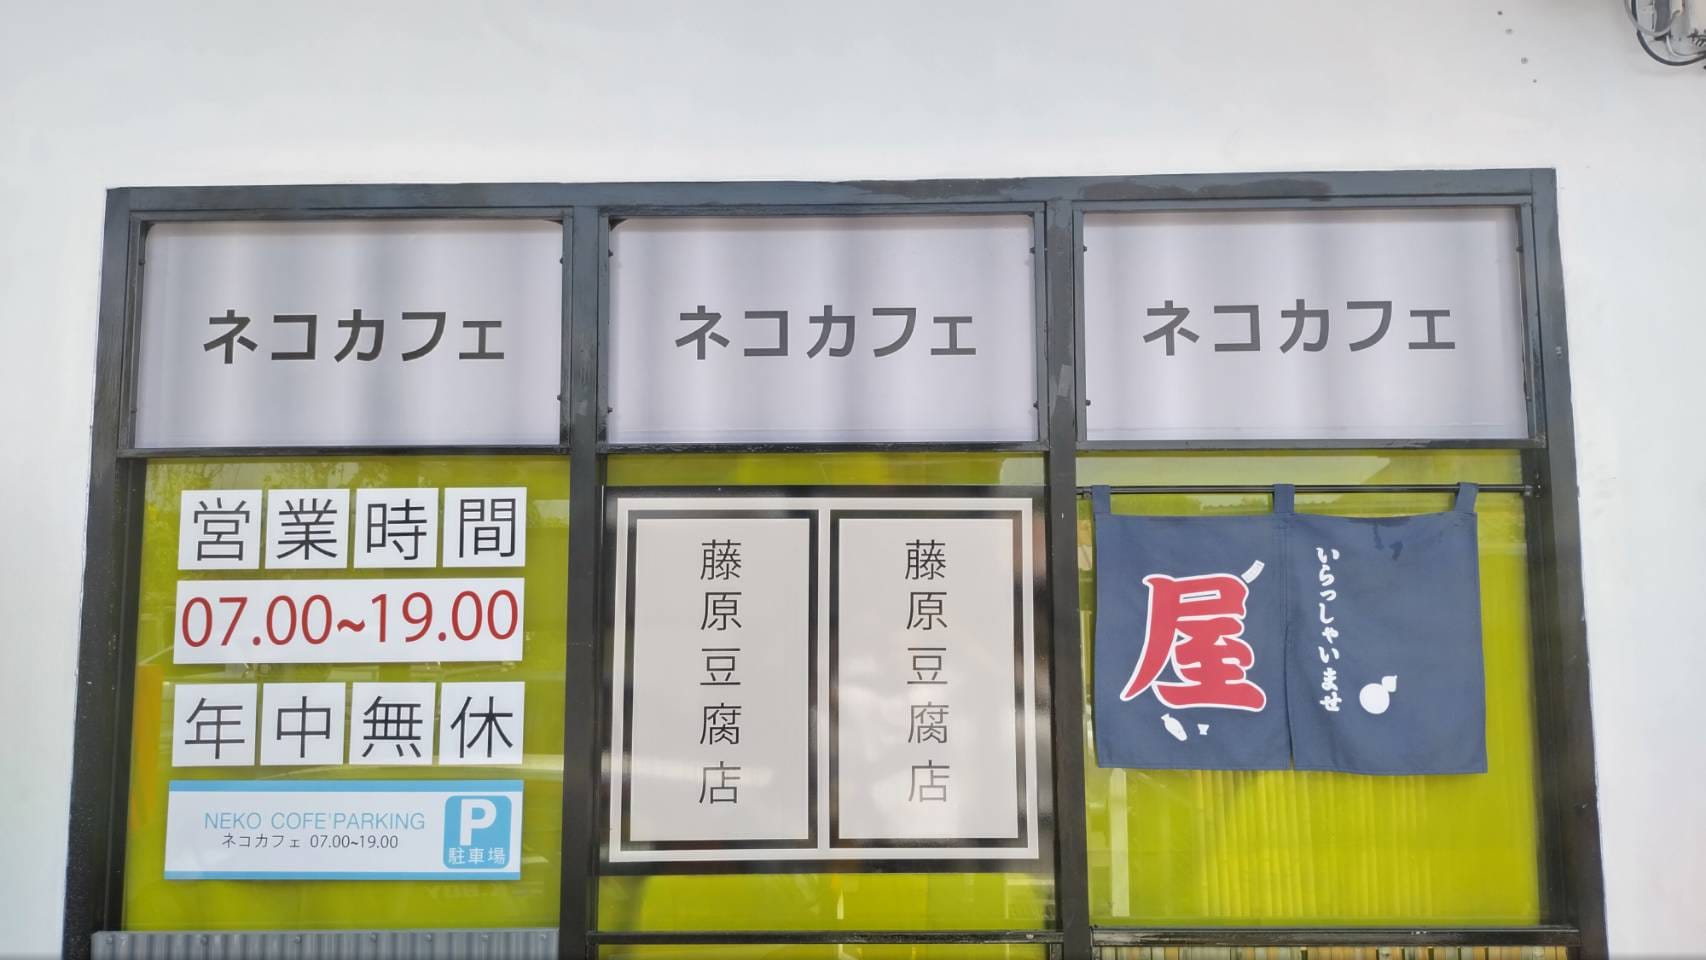 ネコカフェ
ネコカフェ
ネコカフェ
営業時間
07.00~19.00
年中無休
NEKO COFE'PARKING
ネコカフェ 07.00~19.00
P
駐車場
藤原豆腐店
藤原豆腐店
屋
いらっしゃいませ